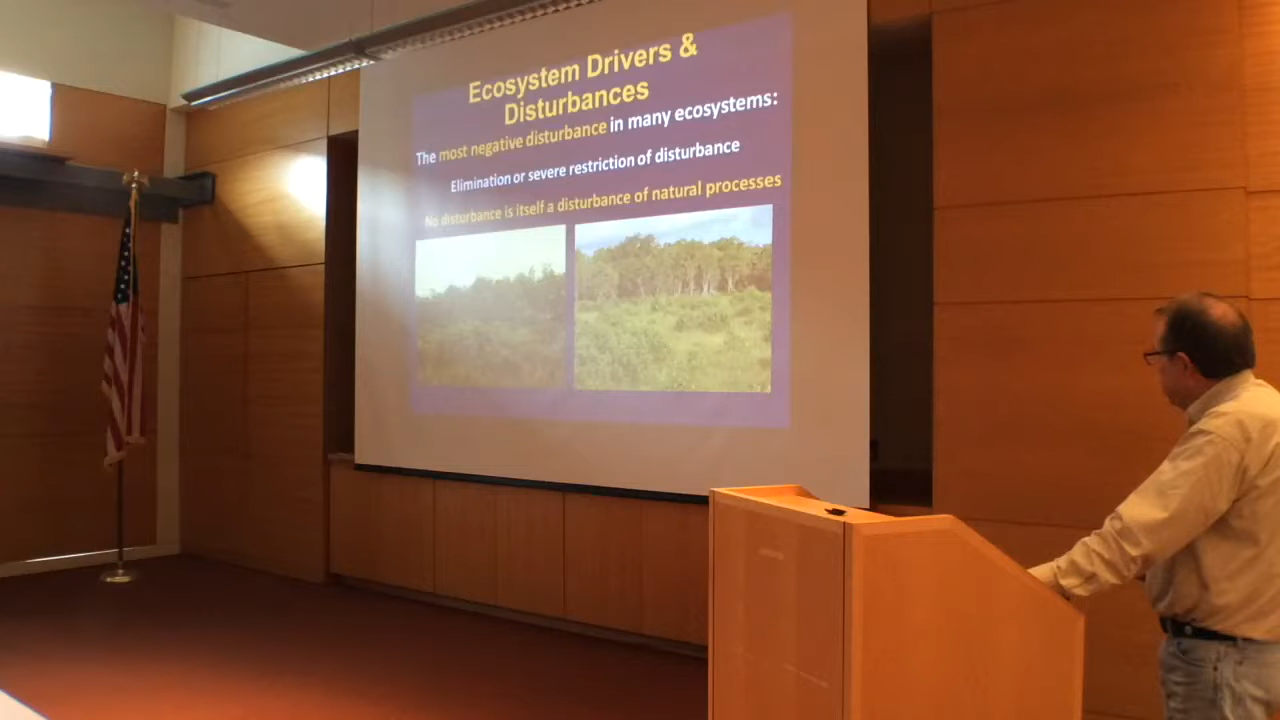 Ecosystem Drivers &
Disturbances
The most negative disturbance in many ecosystems:
Elimination or severe restriction of disturbance
No disturbance is itself a disturbance of natural processes